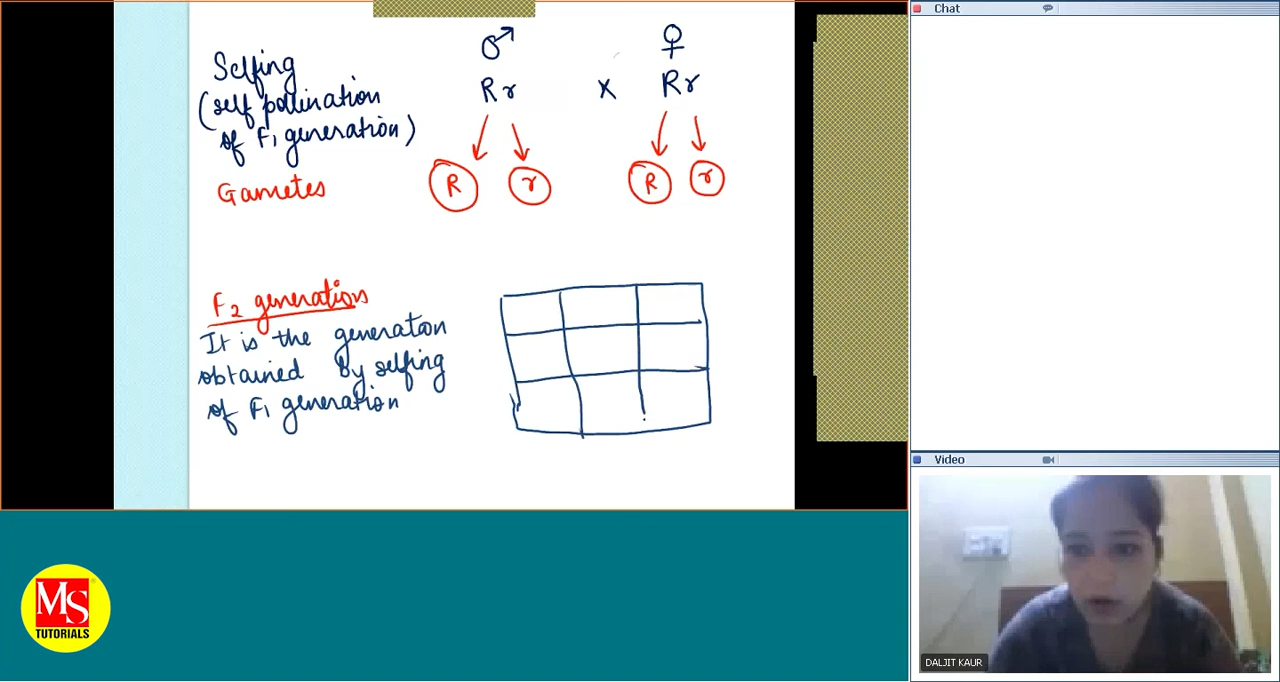 Selfing
(self pollination
of F₁ generation)
♂
♀
Rr
x
Rr
Gametes
R
r
R
r
F₂ generation
It is the generation
obtained by selfing
of F₁ generation
Chat
Video
DALJIT KAUR
MS
TUTORIALS